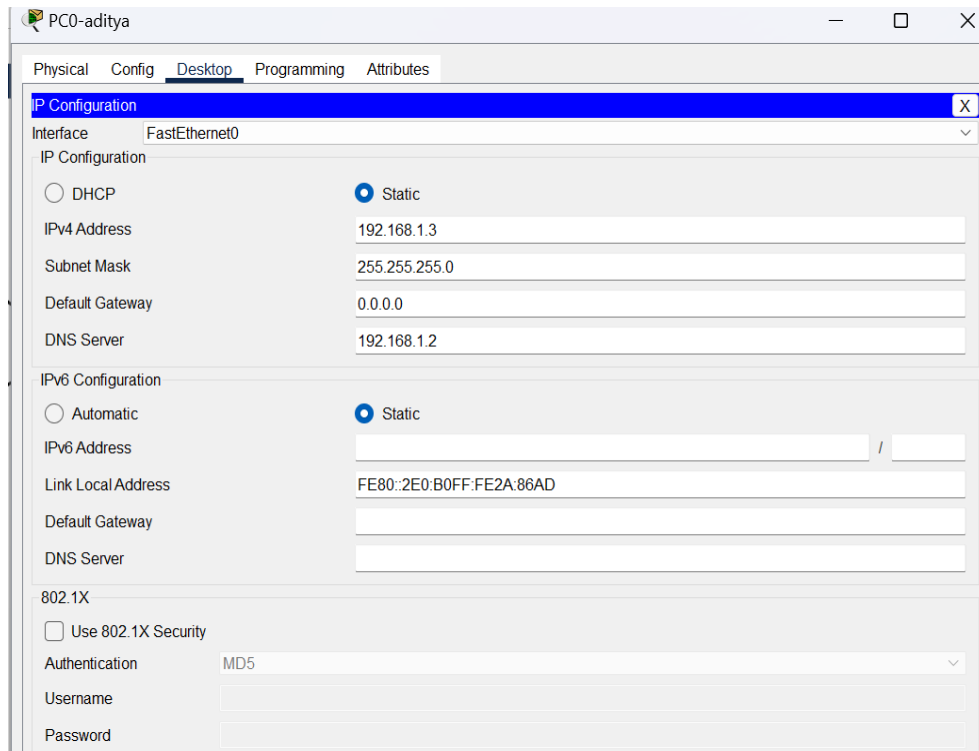 PC0-aditya
Physical Config Desktop Programming Attributes
IP Configuration X
Interface FastEthernet0
IP Configuration
DHCP Static
IPv4 Address 192.168.1.3
Subnet Mask 255.255.255.0
Default Gateway 0.0.0.0
DNS Server 192.168.1.2
IPv6 Configuration
Automatic Static
IPv6 Address /
Link Local Address FE80::2E0:B0FF:FE2A:86AD
Default Gateway
DNS Server
802.1X
Use 802.1X Security
Authentication MD5
Username
Password